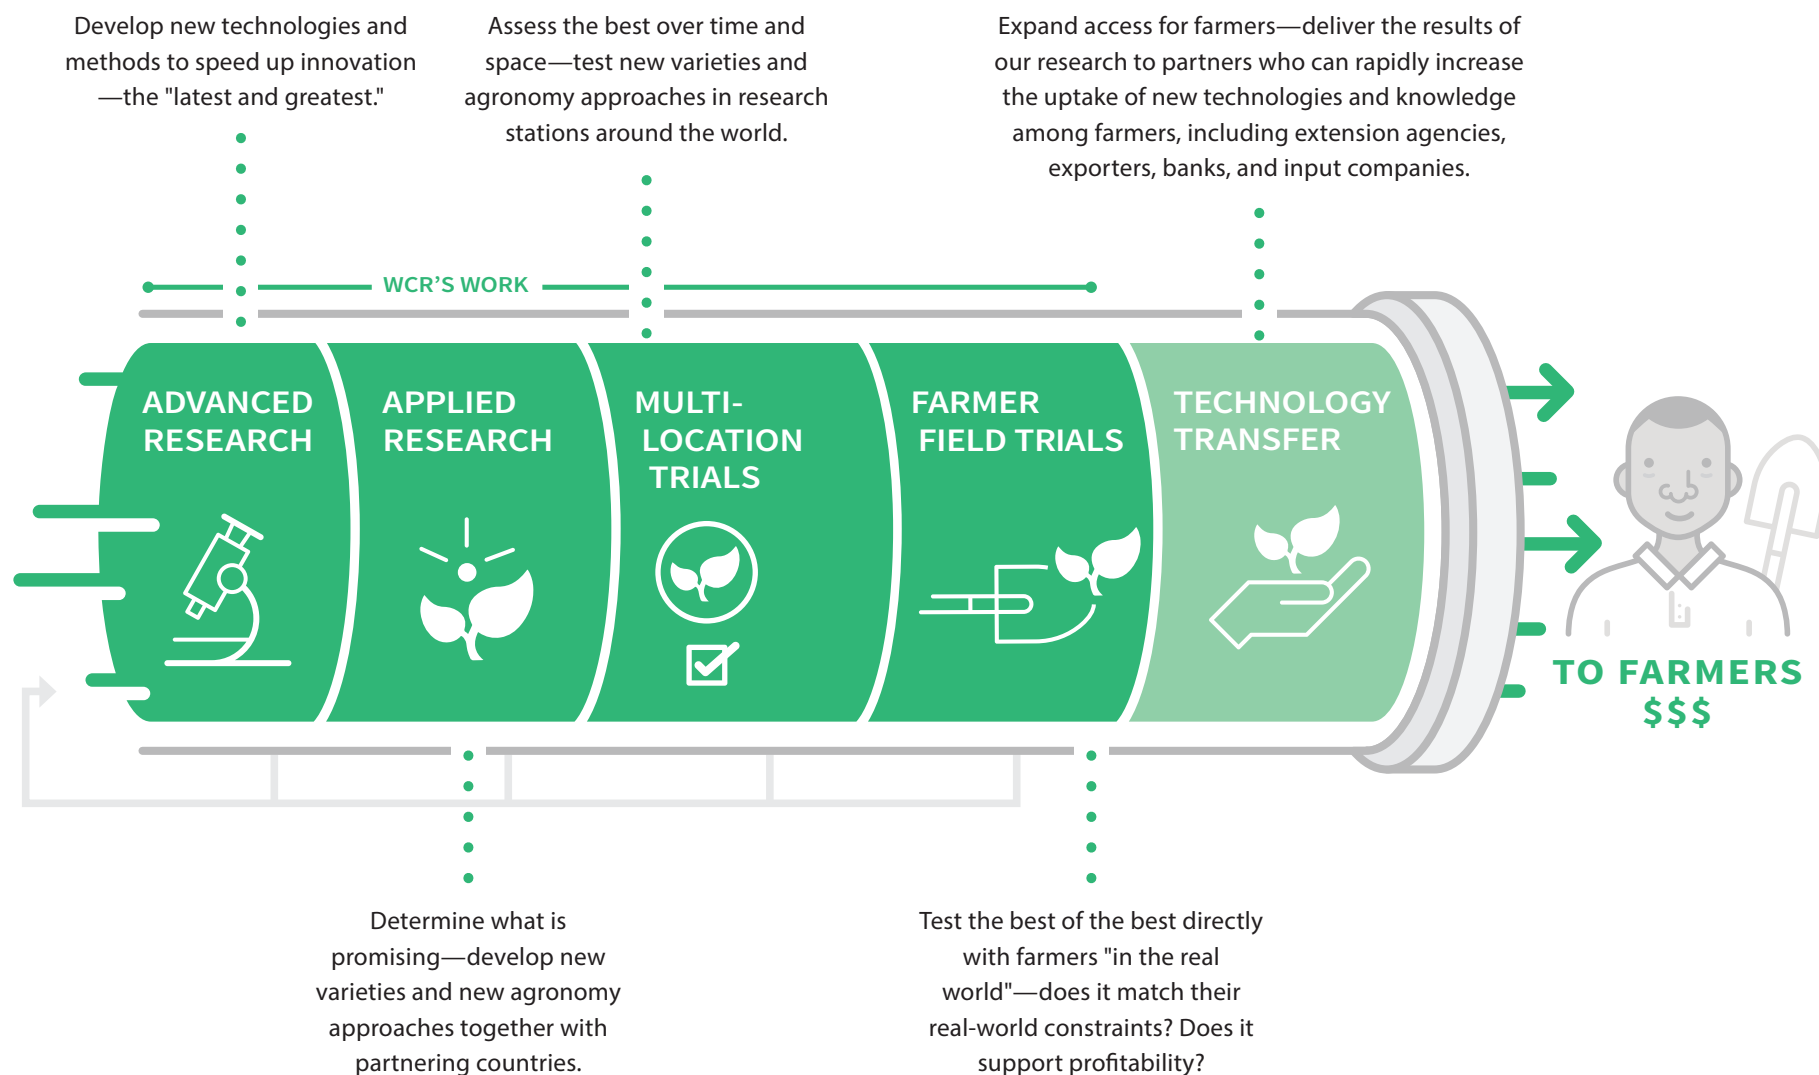 Develop new technologies and
methods to speed up innovation
—the "latest and greatest."
Assess the best over time and
space—test new varieties and
agronomy approaches in research
stations around the world.
Expand access for farmers—deliver the results of
our research to partners who can rapidly increase
the uptake of new technologies and knowledge
among farmers, including extension agencies,
exporters, banks, and input companies.
WCR'S WORK
ADVANCED
RESEARCH
APPLIED
RESEARCH
MULTI-
LOCATION
TRIALS
FARMER
FIELD TRIALS
TECHNOLOGY
TRANSFER
TO FARMERS
$$$
Determine what is
promising—develop new
varieties and new agronomy
approaches together with
partnering countries.
Test the best of the best directly
with farmers "in the real
world"—does it match their
real-world constraints? Does it
support profitability?